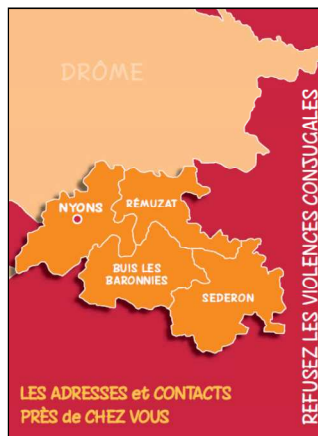 DRÔME
NYONS
RÉMUZAT
BUIS LES
BARONNIES
SEDERON
LES ADRESSES et CONTACTS
PRÈS de CHEZ VOUS
REFUSEZ LES VIOLENCES CONJUGALES